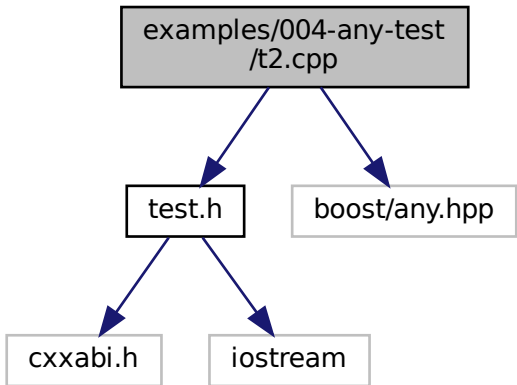 examples/004-any-test
/t2.cpp
test.h
boost/any.hpp
cxxabi.h
iostream